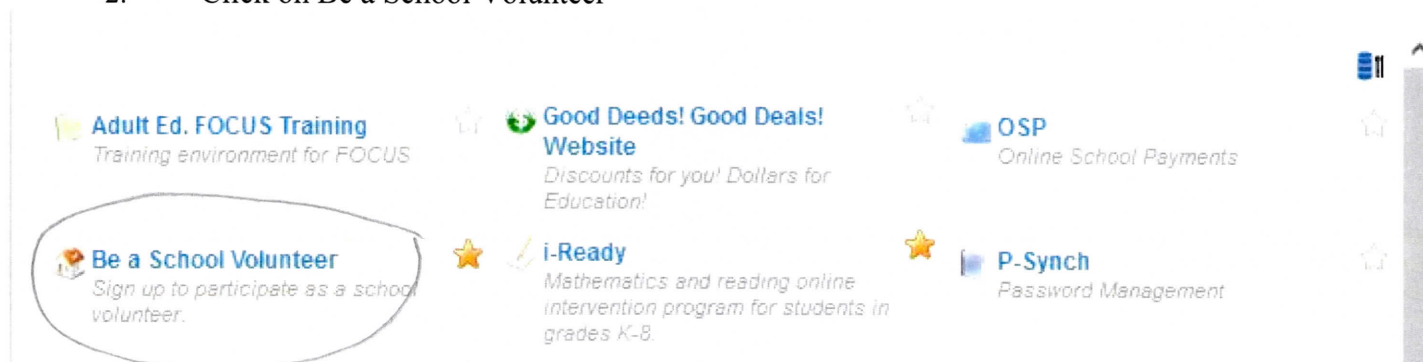 2. Click on Be a School Volunteer
Adult Ed. FOCUS Training
Training environment for FOCUS
Good Deeds! Good Deals!
Website
Discounts for you! Dollars for
Education!
OSP
Online School Payments
Be a School Volunteer
Sign up to participate as a school
volunteer.
i-Ready
Mathematics and reading online
intervention program for students in
grades K-8.
P-Synch
Password Management